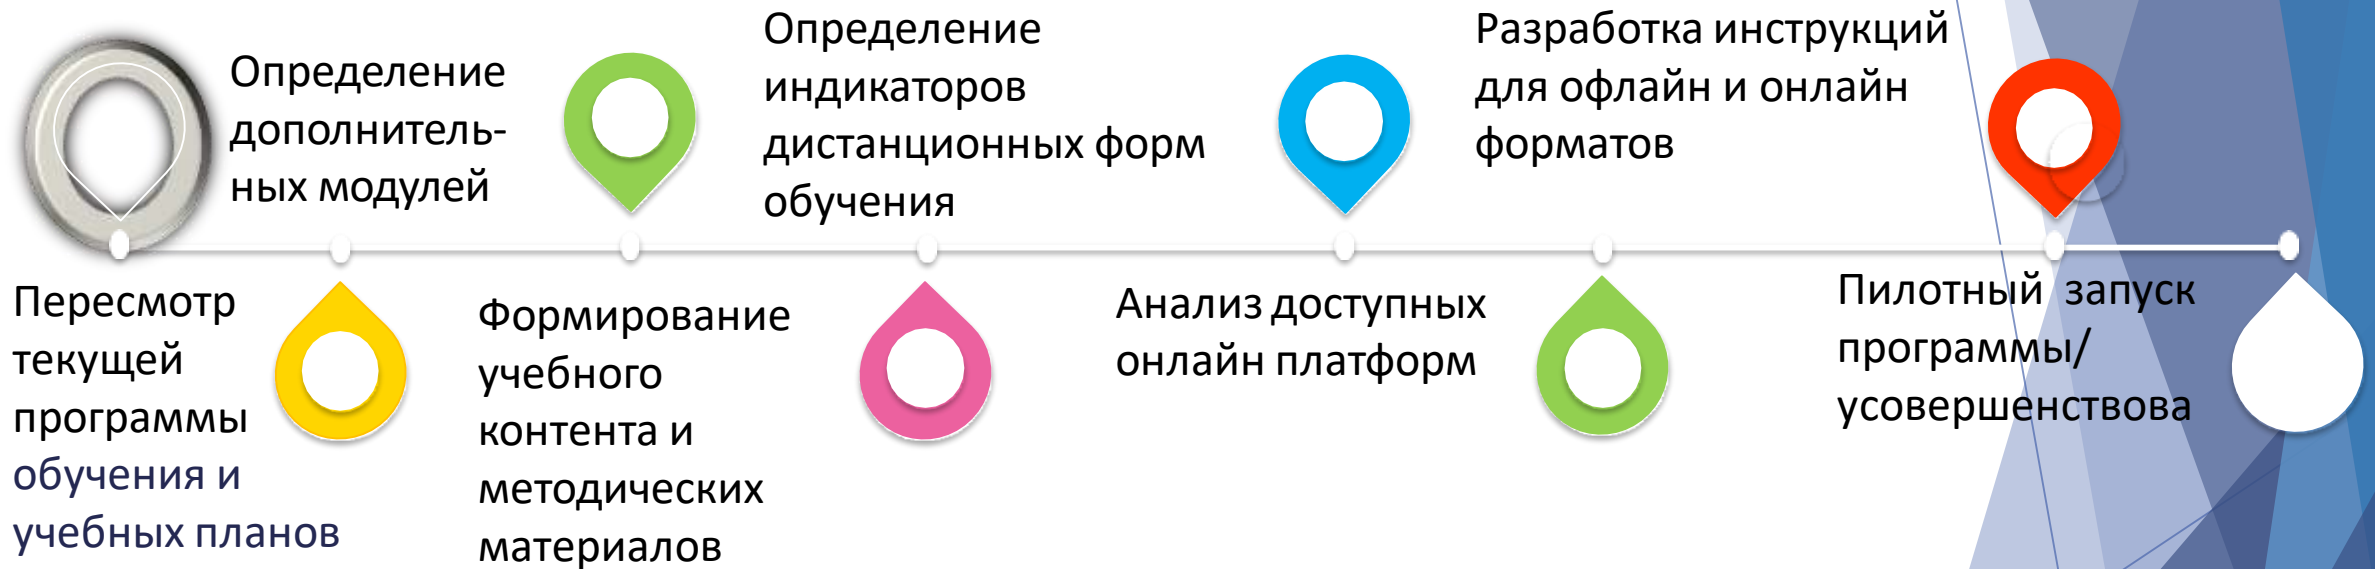 Пересмотр
текущей
программы
обучения и
учебных планов
Определение
дополнитель-
ных модулей
Формирование
учебного
контента и
методических
материалов
Определение
индикаторов
дистанционных форм
обучения
Анализ доступных
онлайн платформ
Разработка инструкций
для офлайн и онлайн
форматов
Пилотный запуск
программы/
усовершенствова